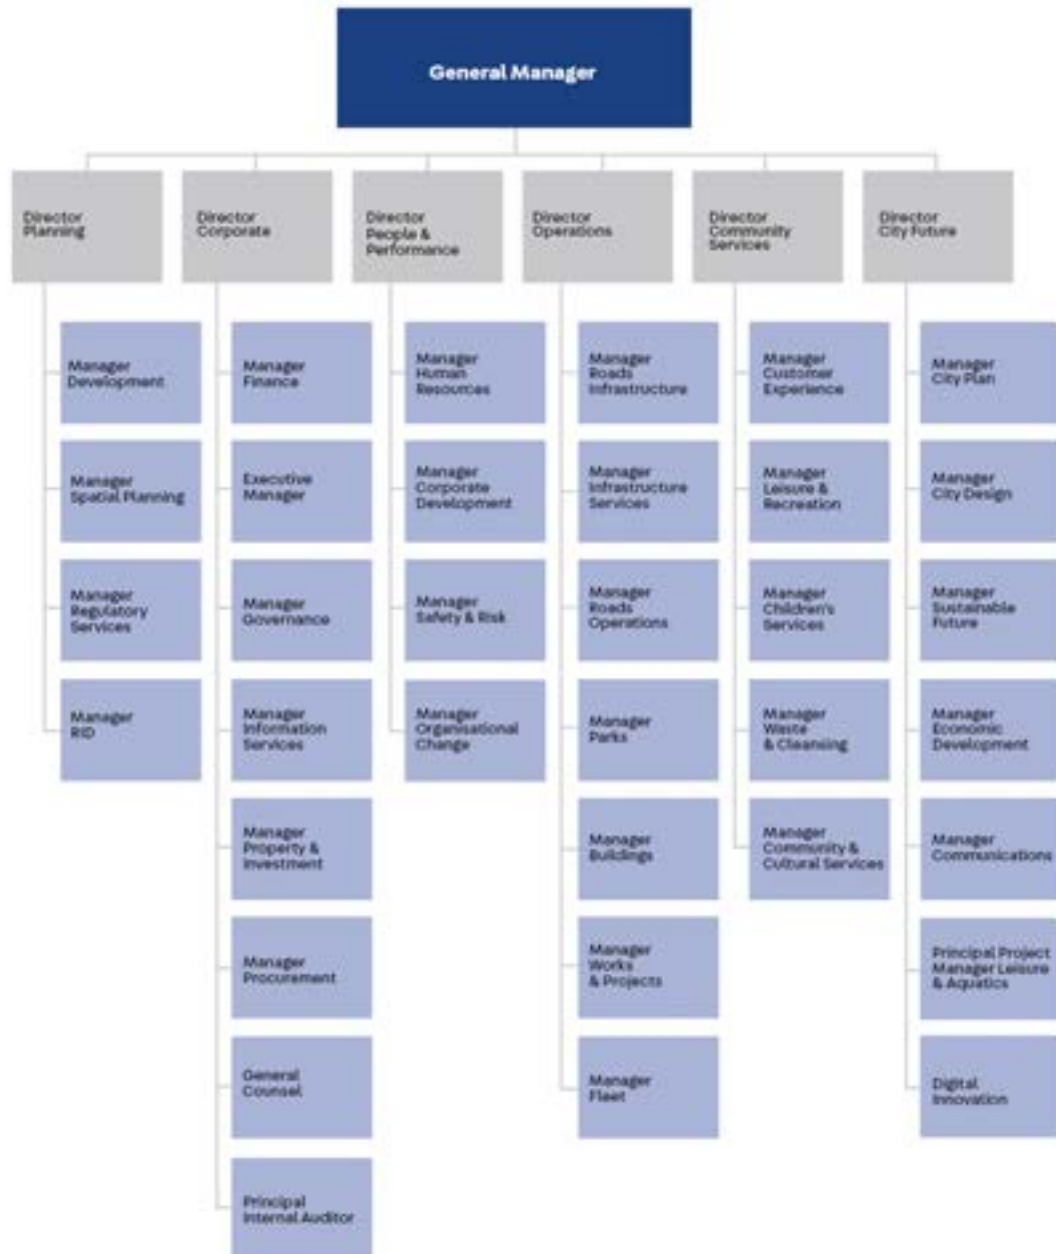 General Manager
Director
Planning
Director
Corporate
Director
People &
Performance
Director
Operations
Director
Community
Services
Director
City Future
Manager
Development
Manager
Spatial Planning
Manager
Regulatory
Services
Manager
RID
Manager
Finance
Executive
Manager
Manager
Governance
Manager
Information
Services
Manager
Property &
Investment
Manager
Procurement
General
Counsel
Principal
Internal Auditor
Manager
Human
Resources
Manager
Corporate
Development
Manager
Safety & Risk
Manager
Organisational
Change
Manager
Roads
Infrastructure
Manager
Infrastructure
Services
Manager
Roads
Operations
Manager
Parks
Manager
Buildings
Manager
Works
& Projects
Manager
Fleet
Manager
Customer
Experience
Manager
Leisure &
Recreation
Manager
Children's
Services
Manager
Waste
& Cleansing
Manager
Community &
Cultural Services
Manager
City Plan
Manager
City Design
Manager
Sustainable
Future
Manager
Economic
Development
Manager
Communications
Principal Project
Manager Leisure
& Aquatics
Digital
Innovation